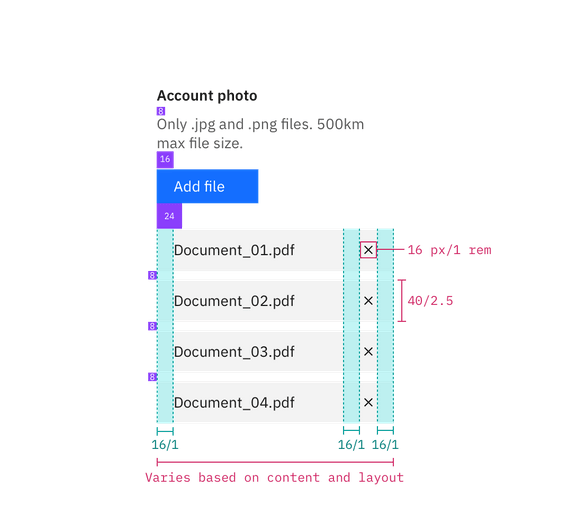 Account photo
8
Only .jpg and .png files. 500km
max file size.
16
Add file
24
Document_01.pdf
16 px/1 rem
8
Document_02.pdf
40/2.5
8
Document_03.pdf
8
Document_04.pdf
16/1 16/1 16/1
Varies based on content and layout